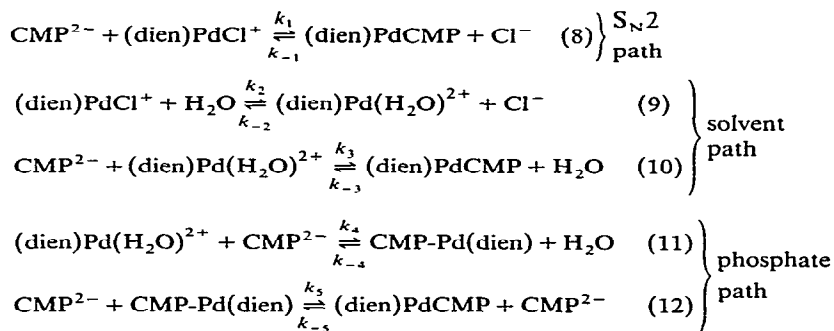 CMP²⁻ + (dien)PdCl⁺ ⇌ (dien)PdCMP + Cl⁻ (8) S_N2 path
k₁
k₋₁
(dien)PdCl⁺ + H₂O ⇌ (dien)Pd(H₂O)²⁺ + Cl⁻ (9)
k₂
k₋₂
solvent path
CMP²⁻ + (dien)Pd(H₂O)²⁺ ⇌ (dien)PdCMP + H₂O (10)
k₃
k₋₃
(dien)Pd(H₂O)²⁺ + CMP²⁻ ⇌ CMP-Pd(dien) + H₂O (11)
k₄
k₋₄
phosphate path
CMP²⁻ + CMP-Pd(dien) ⇌ (dien)PdCMP + CMP²⁻ (12)
k₅
k₋₅